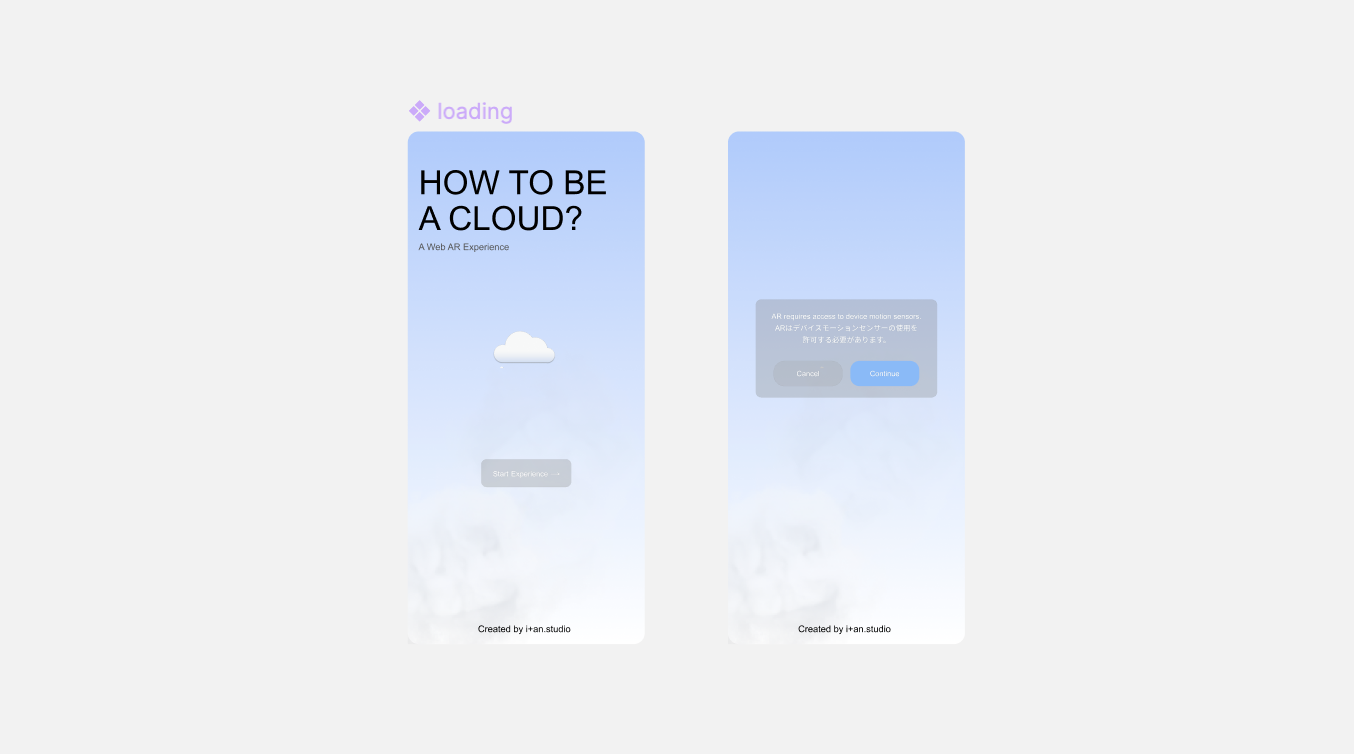 loading
HOW TO BE
A CLOUD?
A Web AR Experience
Start Experience →
Created by i+an.studio
AR requires access to device motion sensors.
ARはデバイスモーションセンサーの使用を
許可する必要があります。
Cancel
Continue
Created by i+an.studio